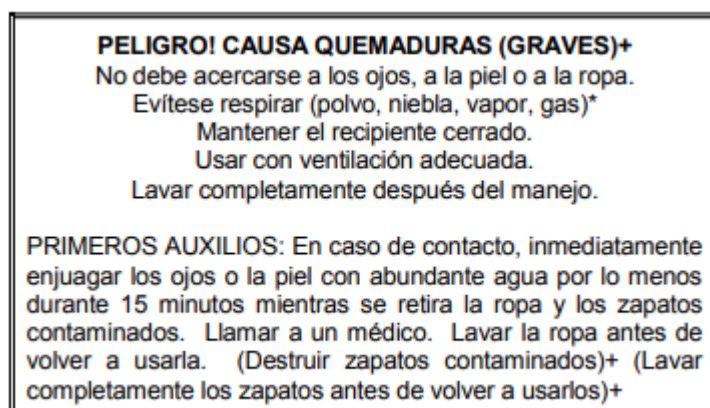 PELIGRO! CAUSA QUEMADURAS (GRAVES)+
No debe acercarse a los ojos, a la piel o a la ropa.
Evítese respirar (polvo, niebla, vapor, gas)*
Mantener el recipiente cerrado.
Usar con ventilación adecuada.
Lavar completamente después del manejo.
PRIMEROS AUXILIOS: En caso de contacto, inmediatamente
enjuagar los ojos o la piel con abundante agua por lo menos
durante 15 minutos mientras se retira la ropa y los zapatos
contaminados. Llamar a un médico. Lavar la ropa antes de
volver a usarla. (Destruir zapatos contaminados)+ (Lavar
completamente los zapatos antes de volver a usarlos)+